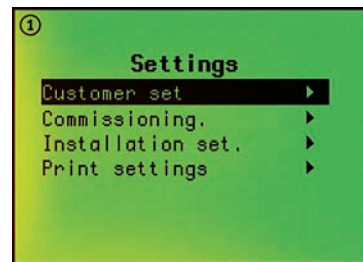 ①
Settings
Customer set ▶
Commissioning. ▶
Installation set. ▶
Print settings ▶